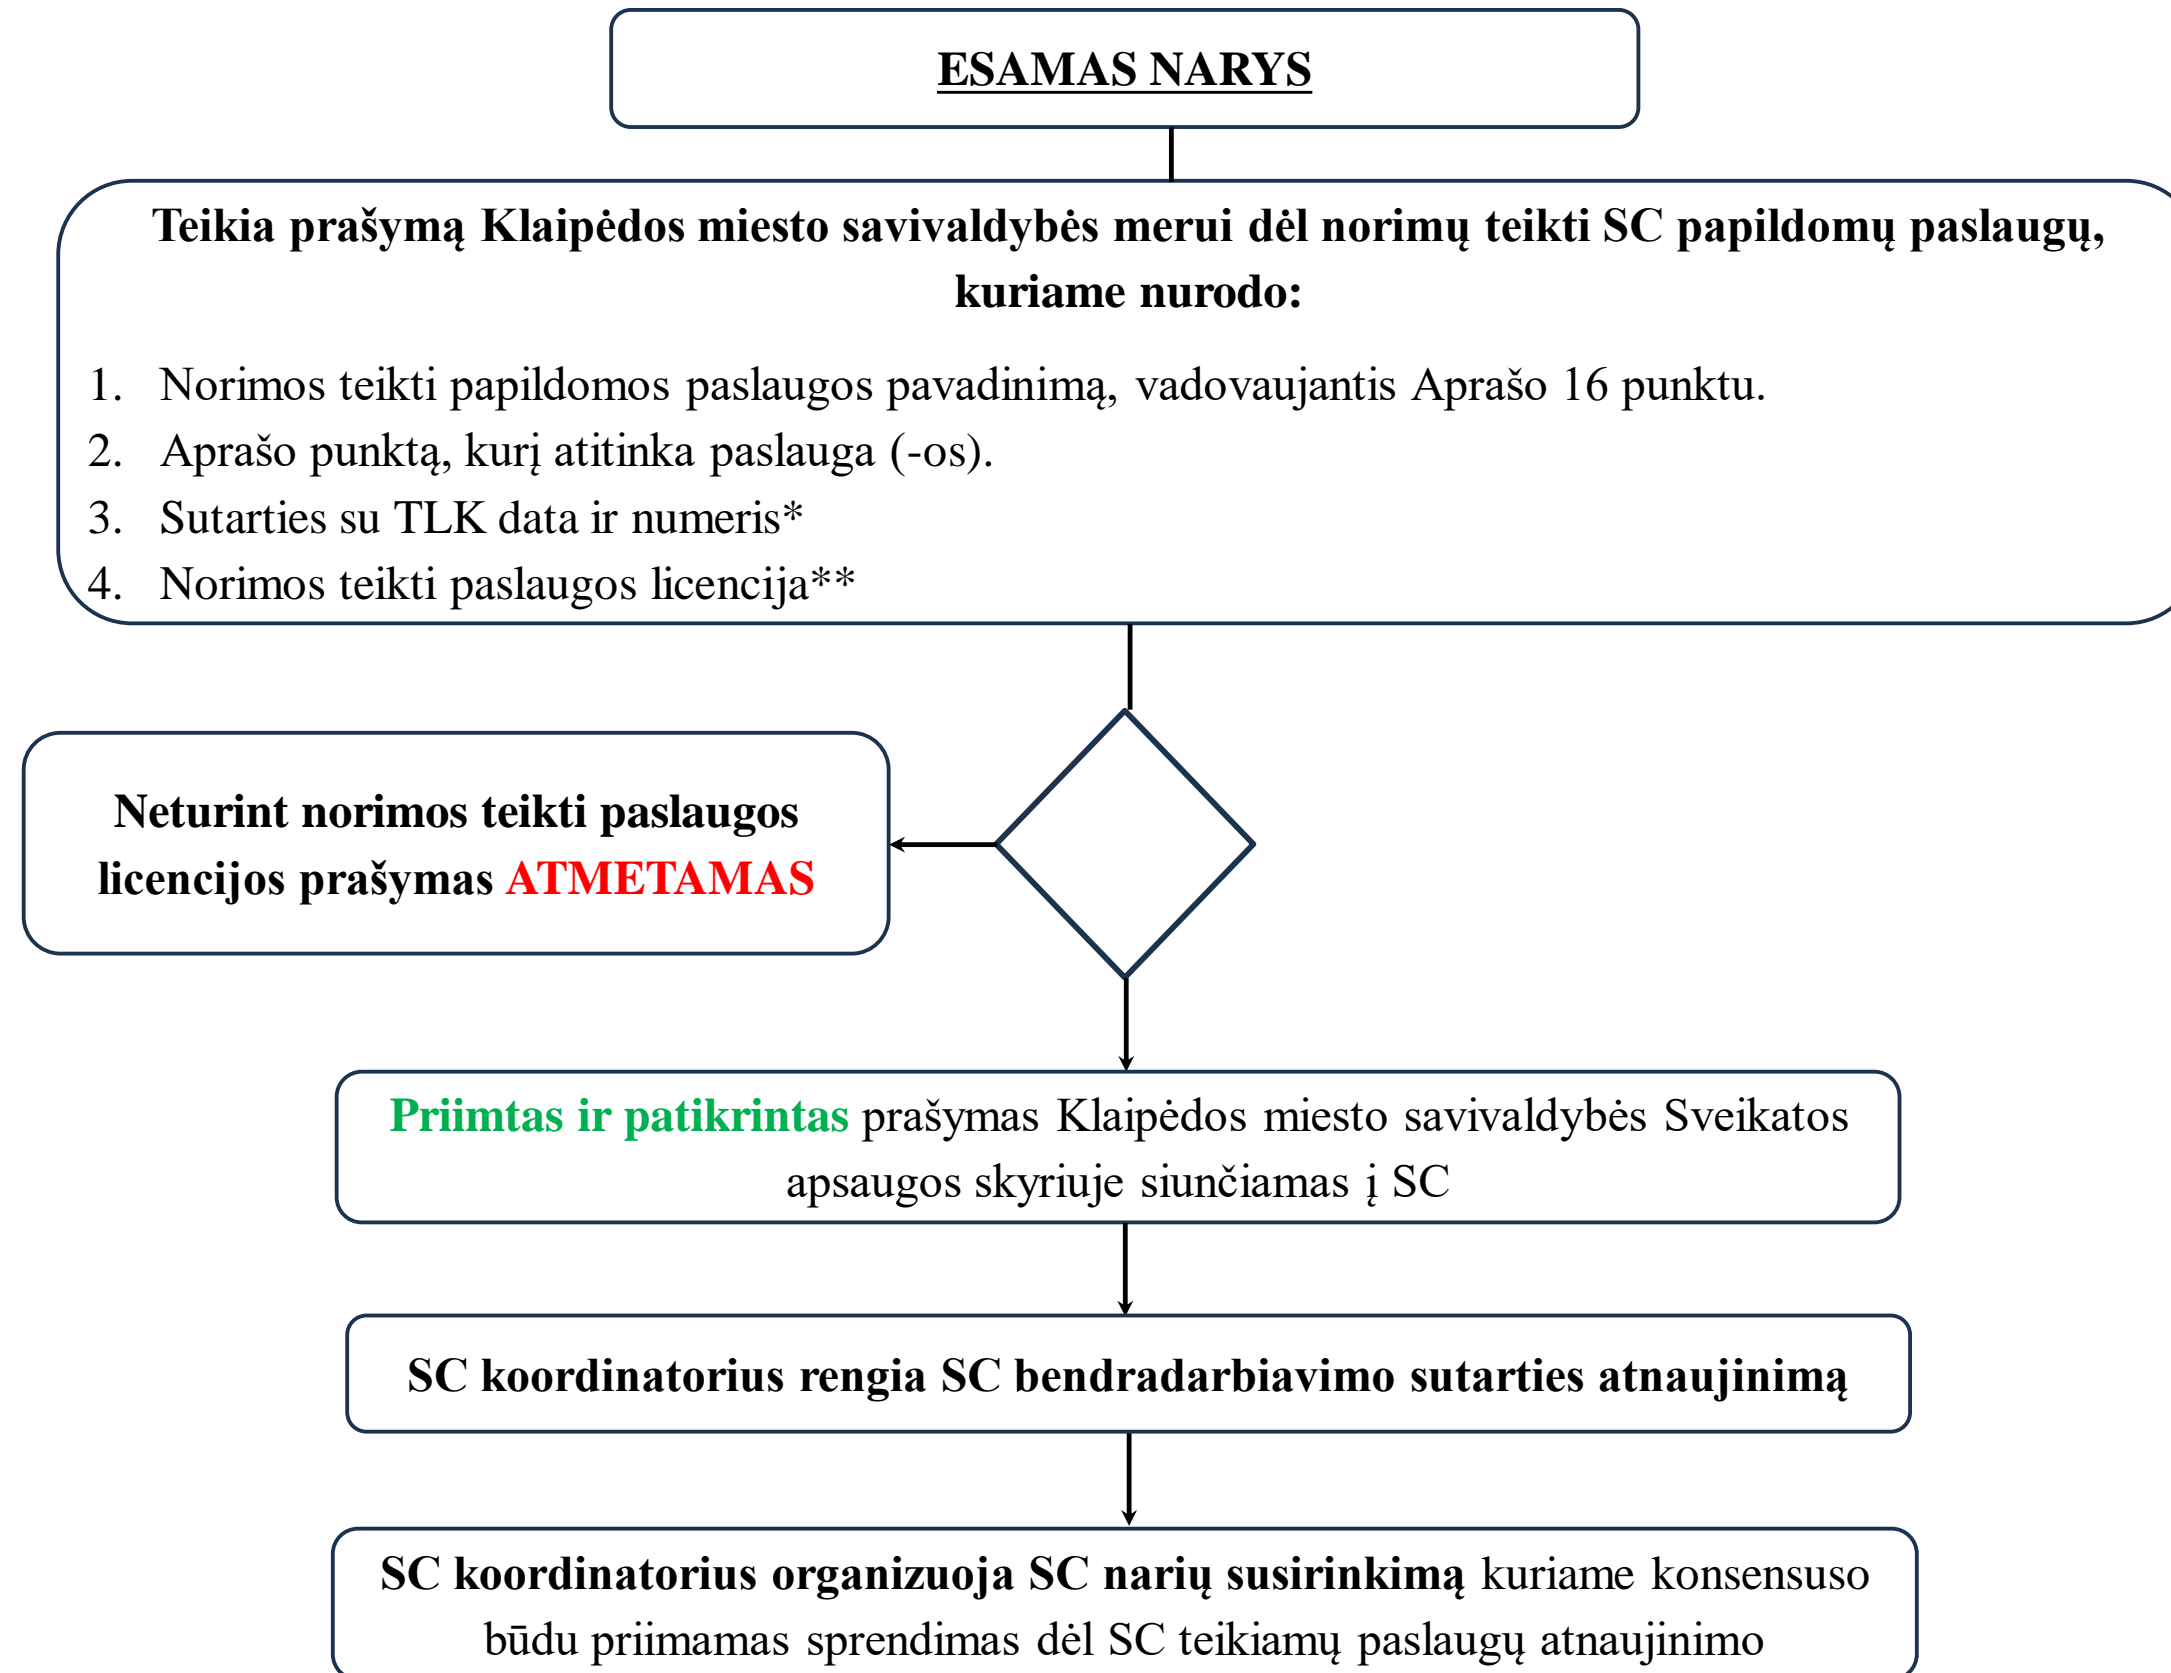 ESAMAS NARYS
Teikia prašymą Klaipėdos miesto savivaldybės merui dėl norimų teikti SC papildomų paslaugų,
kuriame nurodo:
1. Norimos teikti papildomos paslaugos pavadinimą, vadovaujantis Aprašo 16 punktu.
2. Aprašo punktą, kurį atitinka paslauga (-os).
3. Sutarties su TLK data ir numeris*
4. Norimos teikti paslaugos licencija**
Neturint norimos teikti paslaugos
licencijos prašymas ATMETAMAS
Priimtas ir patikrintas prašymas Klaipėdos miesto savivaldybės Sveikatos
apsaugos skyriuje siunčiamas į SC
SC koordinatorius rengia SC bendradarbiavimo sutarties atnaujinimą
SC koordinatorius organizuoja SC narių susirinkimą kuriame konsensuso
būdu priimamas sprendimas dėl SC teikiamų paslaugų atnaujinimo